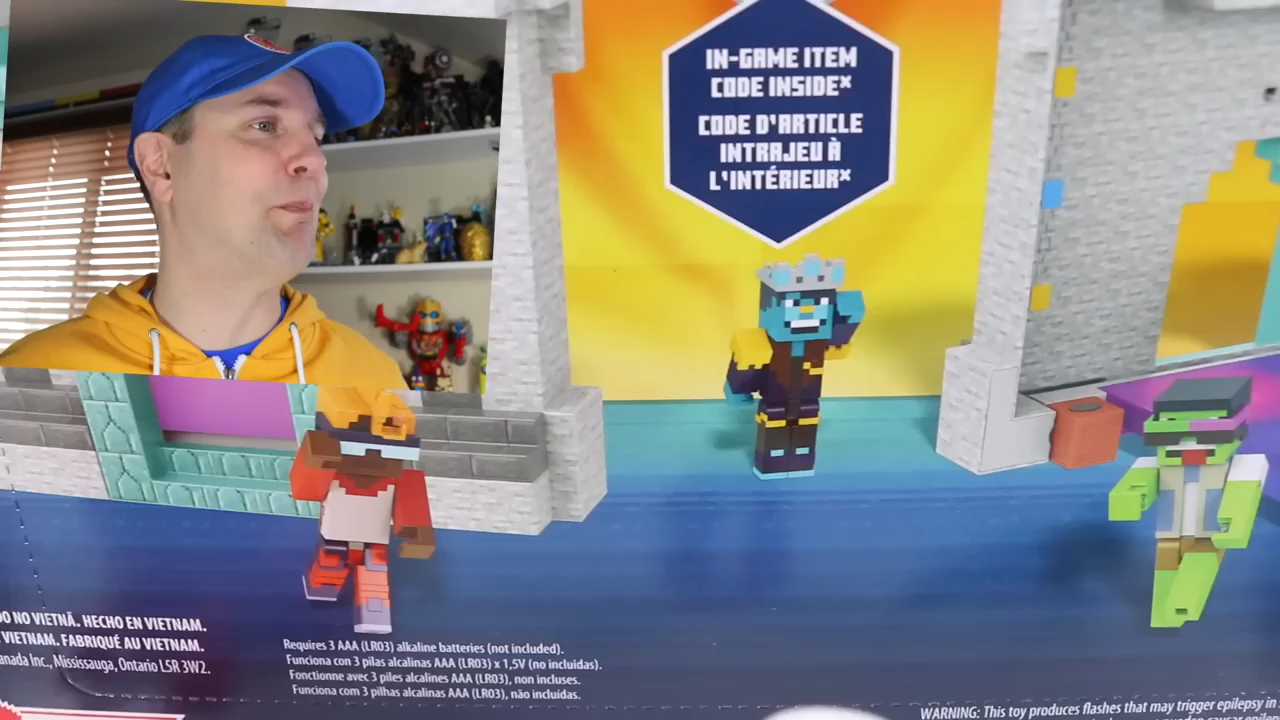 IN-GAME ITEM
CODE INSIDE*
CODE D'ARTICLE
INTRAJEU À
L'INTÉRIEUR*
NO VIETNÃ. HECHO EN VIETNAM.
VIETNAM. FABRIQUÉ AU VIETNAM.
Inc., Mississauga, Ontario L5R 3W2.
Requires 3 AAA (LR03) alkaline batteries (not included).
Funciona con 3 pilas alcalinas AAA (LR03) x 1,5V (no incluidas).
Fonctionne avec 3 piles alcalines AAA (LR03), non incluses.
Funciona com 3 pilhas alcalinas AAA (LR03), não incluídas.
WARNING: This toy produces flashes that may trigger epilepsy in